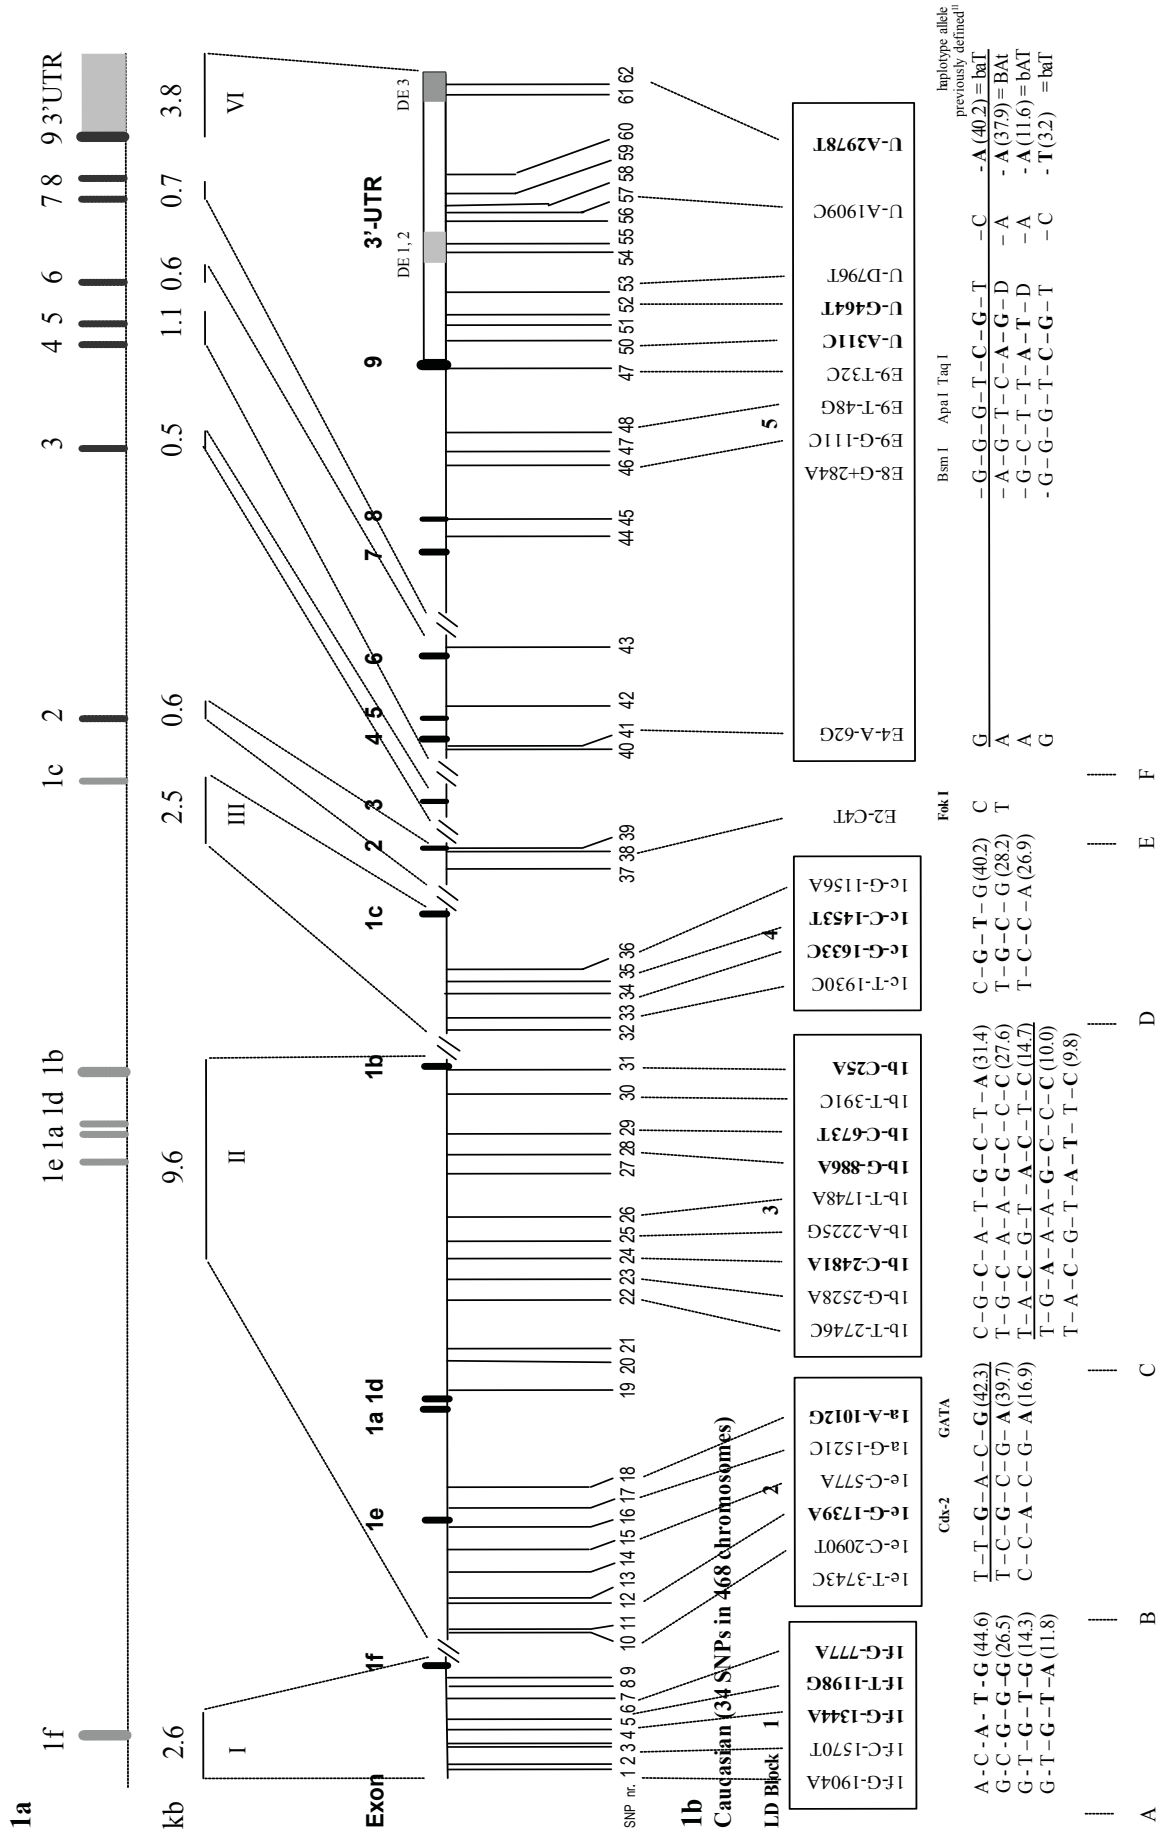 1a
1f 1e 1a 1d 1b 1c 2 3 4 5 6 7 8 9 3'UTR
kb 2.6 9.6 2.5 0.6 0.5 1.1 0.6 0.7 3.8
I II III VI
Exon 1f 1e 1a 1d 1b 1c 2 3 4 5 6 7 8 9 3'-UTR
DE 1, 2 DE 3
SNP nr. 1 2 3 4 5 6 7 8 9 10 11 12 13 14 15 16 17 18 19 20 21 22 23 24 25 26 27 28 29 30 31 32 33 34 35 36 37 38 39 40 41 42 43 44 45 46 47 48 47 50 51 52 53 54 55 56 57 58 59 60 61 62
1b
Caucasian (34 SNPs in 468 chromosomes)
LD Block 1 2 3 4 5
1f-G-1904A
1f-C-1570T
1f-G-1344A
1f-T-1198G
1f-G-777A
1e-T-3743C
1e-C-2090T
1e-G-1739A
1e-C-577A
1a-G-1521C
1a-A-1012G
1b-T-2746C
1b-G-2528A
1b-C-2481A
1b-A-2225G
1b-T-1748A
1b-G-886A
1b-C-673T
1b-T-391C
1b-C25A
1c-T-1930C
1c-G-1633C
1c-C-1453T
1c-G-1156A
E2-C4T
E4-A-62G
E8-G+284A
E9-G-111C
E9-T-48G
E9-T32C
U-A311C
U-G464T
U-D796T
U-A1909C
U-A2978T
Cdx-2 GATA Fok I Bsm I Apa I Taq I
haplotype allele
previously defined11
A - C - A - T - G (44.6)
G - C - G - G - G (26.5)
G - T - G - T - G (14.3)
G - T - G - T - A (11.8)
T - T - G - A - C - G (42.3)
T - C - G - C - G - A (39.7)
C - C - A - C - G - A (16.9)
C - G - C - A - T - G - C - T - A (31.4)
T - G - C - A - A - G - C - C - C (27.6)
T - A - C - G - T - A - C - T - C (14.7)
T - G - A - A - A - G - C - C - C (10.0)
T - A - C - G - T - A - T - T - C (9.8)
C - G - T - G (40.2)
T - G - C - G (28.2)
T - C - C - A (26.9)
C
T
G - G - G - G - T - C - G - T - C - A (40.2) = baT
A - A - G - T - C - A - G - D - A - A (37.9) = BAt
A - G - C - T - T - A - T - D - A - A (11.6) = bAT
G - G - G - G - T - C - G - T - C - T (3.2) = baT
A B C D E F